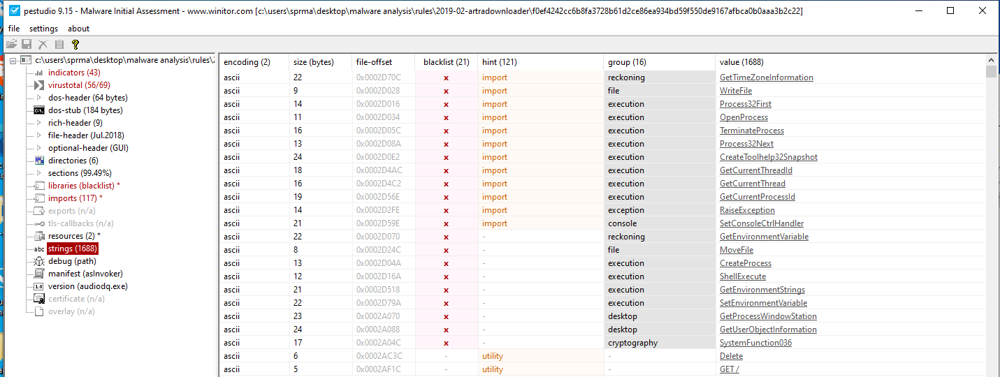 pestudio 9.15 - Malware Initial Assessment - www.winitor.com [c:\users\sprma\desktop\malware analysis\rules\2019-02-artradownloader\f0ef4242cc6b8fa3728b61d2ce86ea934bd59f550de9167afbca0b0aaa3b2c22]
file settings about
c:\users\sprma\desktop\malware analysis\rules\2
indicators (43)
virustotal (56/69)
dos-header (64 bytes)
dos-stub (184 bytes)
rich-header (9)
file-header (Jul.2018)
optional-header (GUI)
directories (6)
sections (99.49%)
libraries (blacklist) *
imports (117) *
exports (n/a)
tls-callbacks (n/a)
resources (2) *
abc strings (1688)
debug (path)
manifest (asInvoker)
1.0 version (audiodq.exe)
certificate (n/a)
overlay (n/a)
encoding (2) size (bytes) file-offset blacklist (21) hint (121) group (16) value (1688)
ascii 22 0x0002D70C x import reckoning GetTimeZoneInformation
ascii 9 0x0002D028 x import file WriteFile
ascii 14 0x0002D016 x import execution Process32First
ascii 11 0x0002D034 x import execution OpenProcess
ascii 16 0x0002D05C x import execution TerminateProcess
ascii 13 0x0002D08A x import execution Process32Next
ascii 24 0x0002D0E2 x import execution CreateToolhelp32Snapshot
ascii 18 0x0002D4AC x import execution GetCurrentThreadId
ascii 16 0x0002D4C2 x import execution GetCurrentThread
ascii 19 0x0002D56E x import execution GetCurrentProcessId
ascii 14 0x0002D2FE x import exception RaiseException
ascii 21 0x0002D59E x import console SetConsoleCtrlHandler
ascii 22 0x0002D070 x - reckoning GetEnvironmentVariable
ascii 8 0x0002D24C x - file MoveFile
ascii 13 0x0002D04A x - execution CreateProcess
ascii 12 0x0002D16A x - execution ShellExecute
ascii 21 0x0002D518 x - execution GetEnvironmentStrings
ascii 22 0x0002D79A x - execution SetEnvironmentVariable
ascii 23 0x0002A070 x - desktop GetProcessWindowStation
ascii 24 0x0002A088 x - desktop GetUserObjectInformation
ascii 17 0x0002A04C x - cryptography SystemFunction036
ascii 6 0x0002AC3C - utility - Delete
ascii 5 0x0002AF1C - utility - GET /